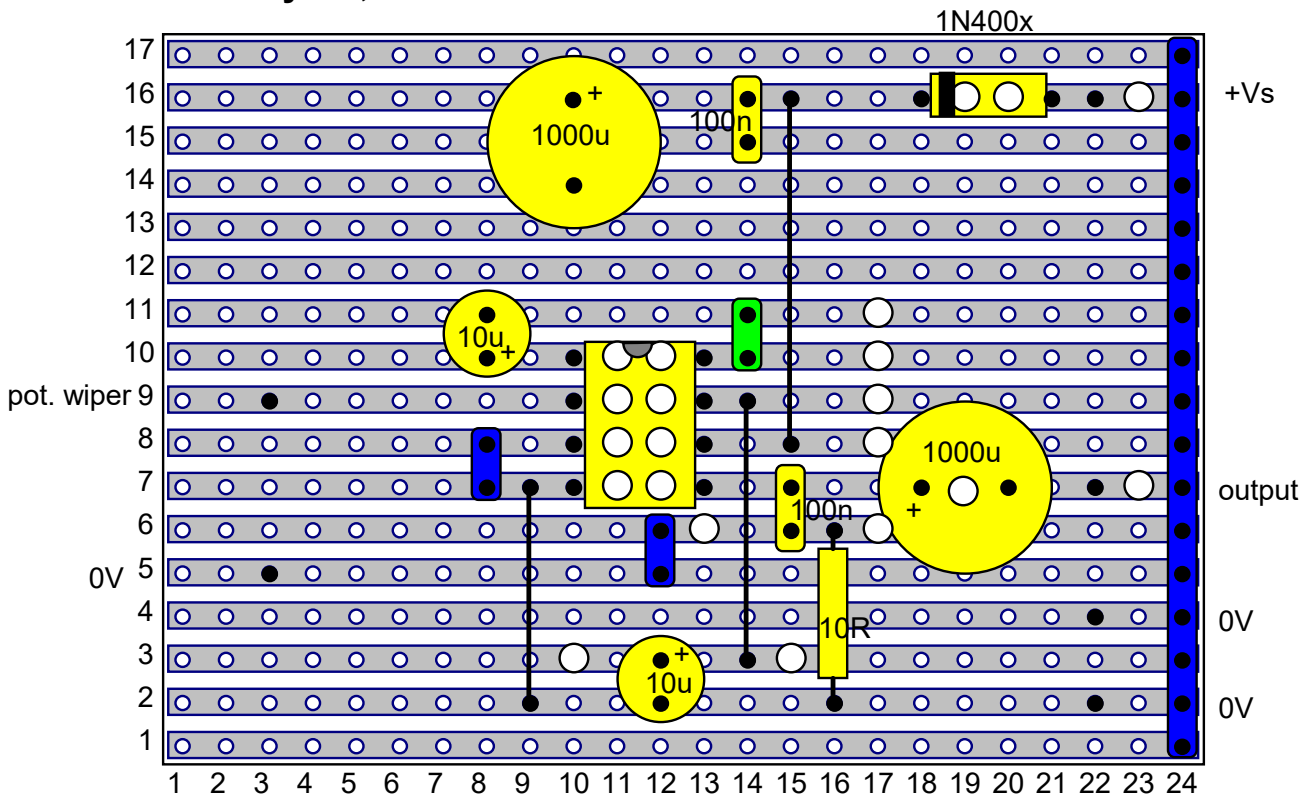 1N400x
17
16 + +Vs
100n
15 1000u
14
13
12
11
10u
10 +
pot. wiper 9
8 1000u
7 output
+
100n
6
5
0V
4 0V
10R
3 +
10u
2 0V
1
1 2 3 4 5 6 7 8 9 10 11 12 13 14 15 16 17 18 19 20 21 22 23 24